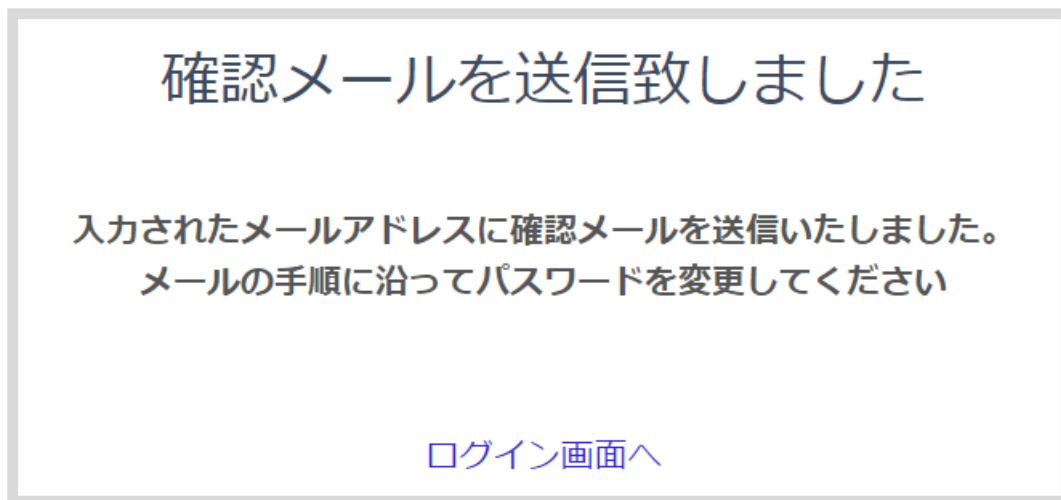 確認メールを送信致しました
入力されたメールアドレスに確認メールを送信いたしました。
メールの手順に沿ってパスワードを変更してください
ログイン画面へ